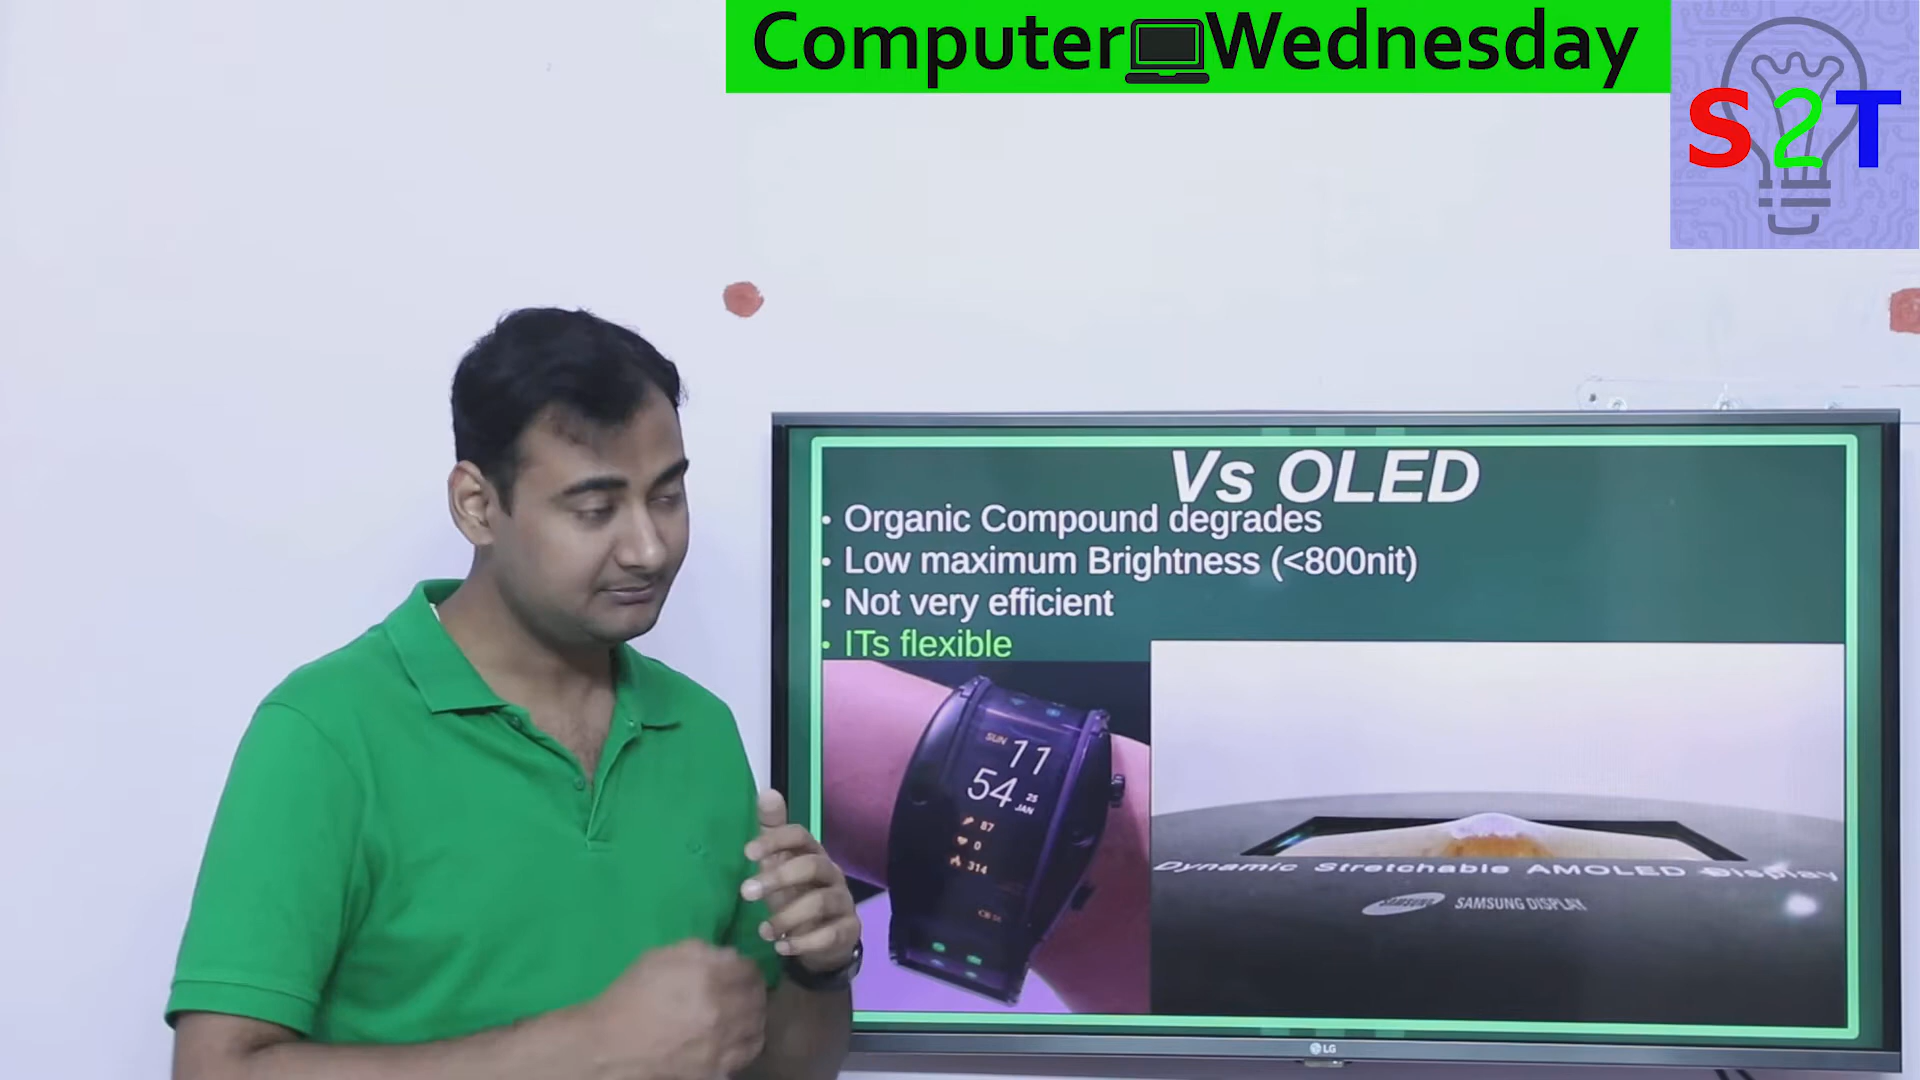 Computer Wednesday
S2T
Vs OLED
• Organic Compound degrades
• Low maximum Brightness (<800nit)
• Not very efficient
• ITs flexible
SUN
11
54
25
JAN
87
0
314
Dynamic Stretchable AMOLED Display
SAMSUNG SAMSUNG DISPLAY
LG